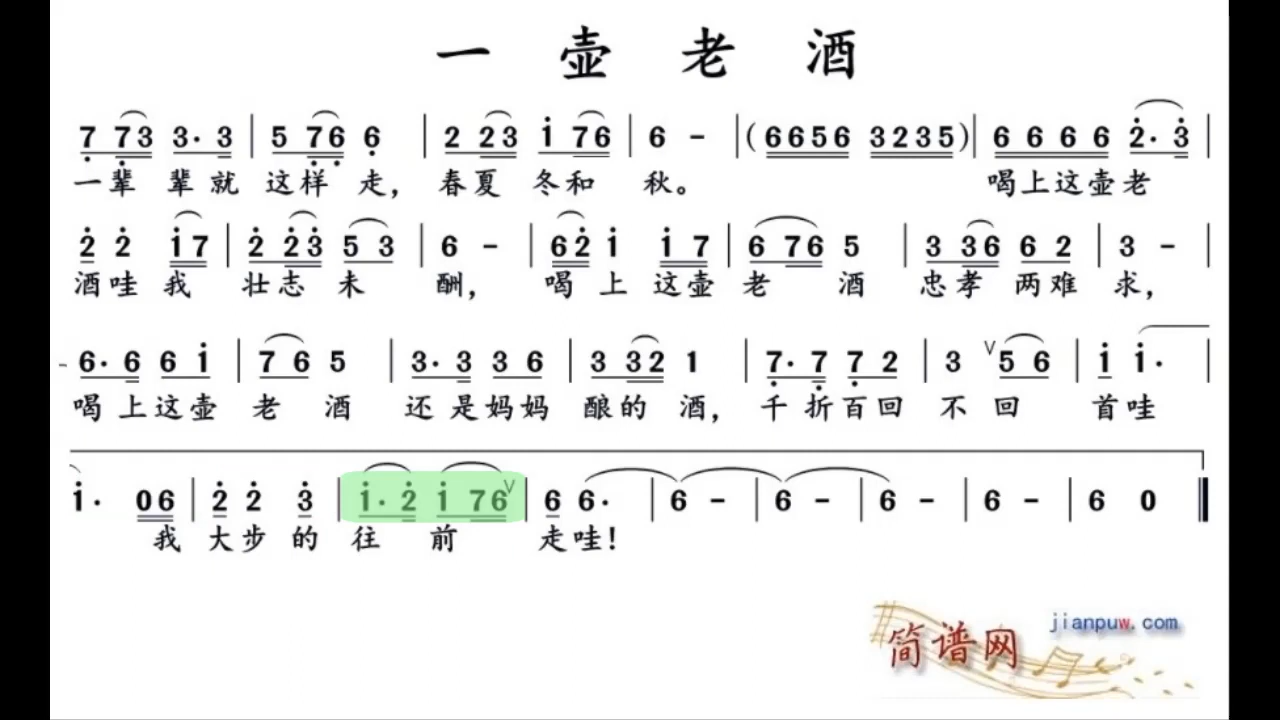 一 壶 老 酒
7 73 3· 3 | 5 76 6 | 2 23 i 76 | 6 - | (6656 3235) | 6 6 6 6 2· 3 |
一辈 辈就 这样 走， 春夏 冬和 秋。 喝上这壶老
2 2 i7 | 2 23 5 3 | 6 - | 62 i i 7 | 6 76 5 | 3 36 6 2 | 3 - |
酒哇 我 壮志 未 酬， 喝 上 这壶 老 酒 忠孝 两难 求，
6· 6 6 i | 7 6 5 | 3· 3 3 6 | 3 32 1 | 7· 7 7 2 | 3 V 5 6 | i i· |
喝 上这壶 老 酒 还 是妈妈 酿的 酒， 千 折百回 不 回 首哇
i· 06 | 2 2 3 | i· 2 i 76 V | 6 6· | 6 - | 6 - | 6 - | 6 - | 6 0
我 大步 的 往 前 走哇！
简谱网 jianpuw.com